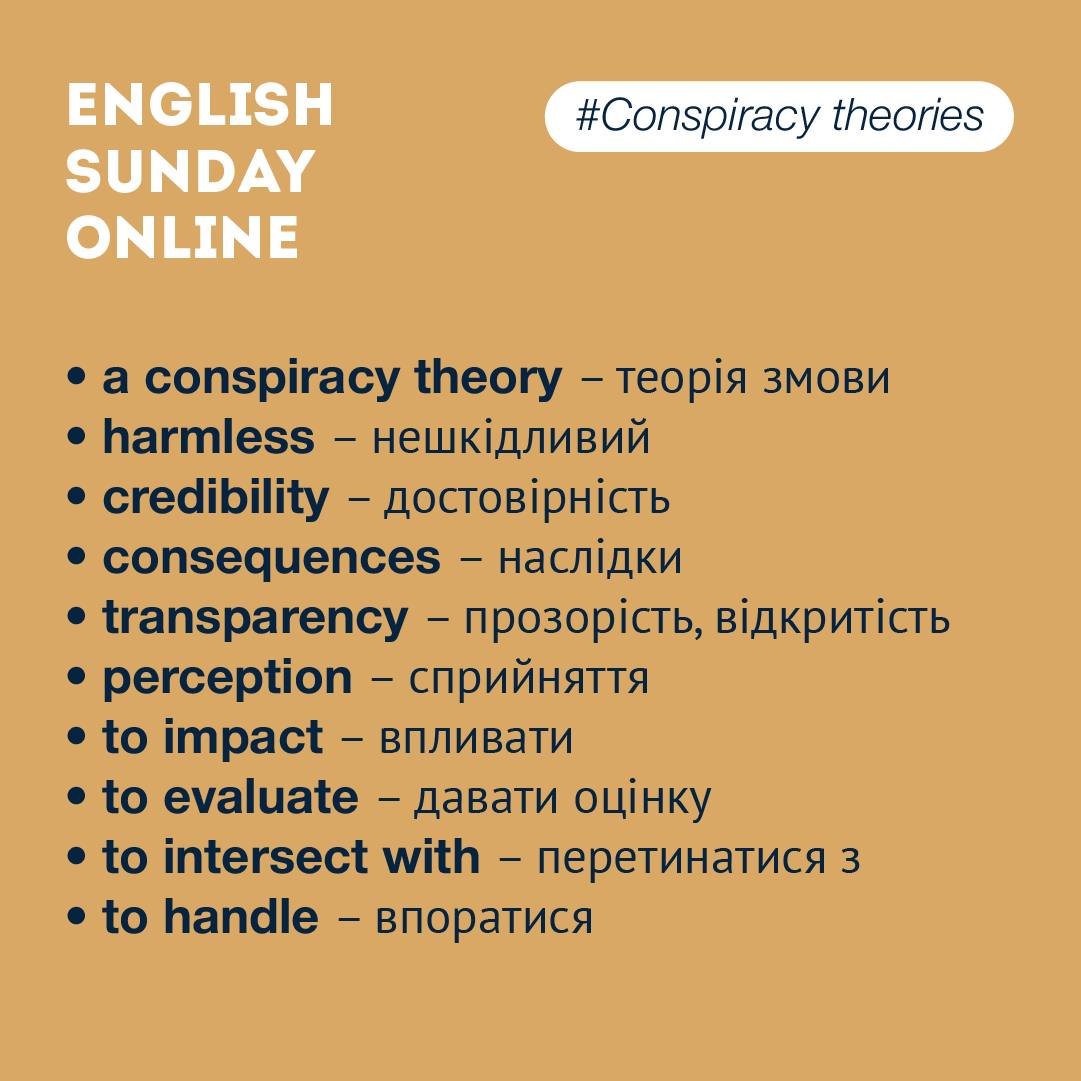 ENGLISH
SUNDAY
ONLINE
#Conspiracy theories
• a conspiracy theory – теорія змови
• harmless – нешкідливий
• credibility – достовірність
• consequences – наслідки
• transparency – прозорість, відкритість
• perception – сприйняття
• to impact – впливати
• to evaluate – давати оцінку
• to intersect with – перетинатися з
• to handle – впоратися